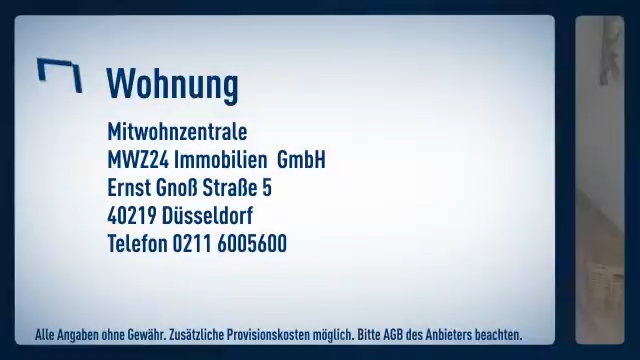 Wohnung
Mitwohnzentrale
MWZ24 Immobilien GmbH
Ernst Gnoß Straße 5
40219 Düsseldorf
Telefon 0211 6005600
Alle Angaben ohne Gewähr. Zusätzliche Provisionskosten möglich. Bitte AGB des Anbieters beachten.